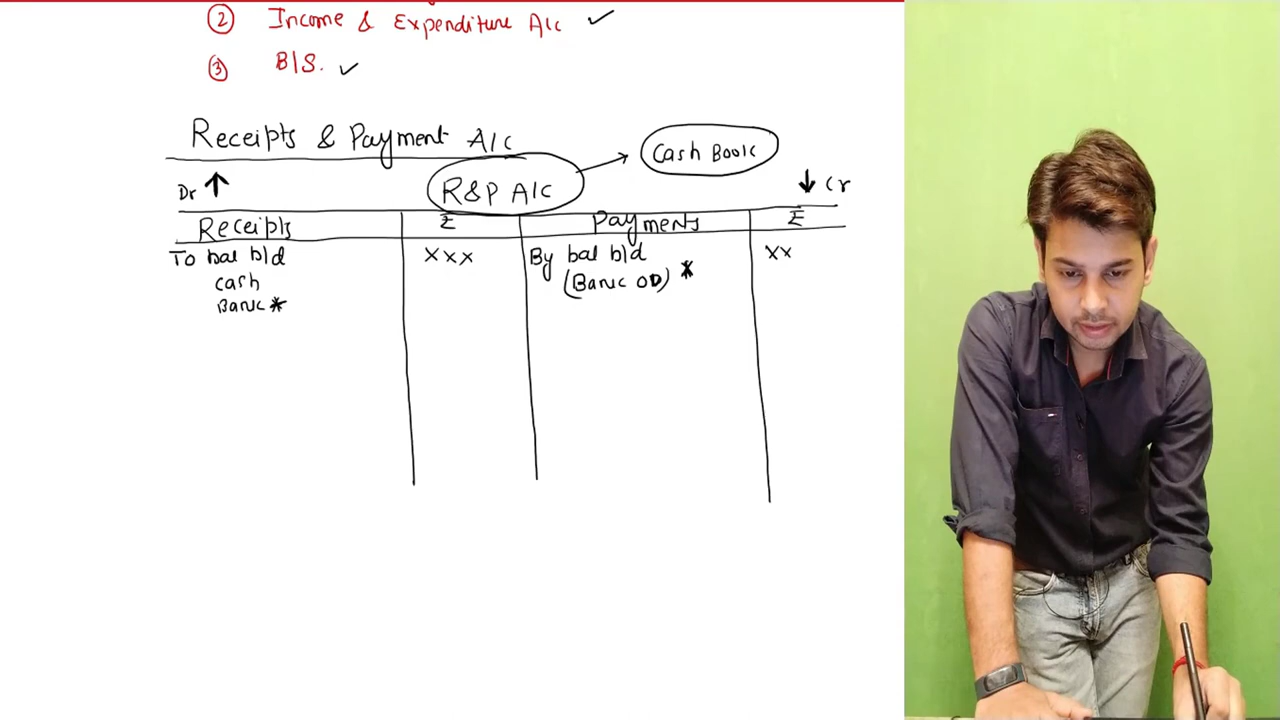 ② Income & Expenditure A/c ✓
③ B/S. ✓
Receipts & Payment A/c
Cash Book
Dr ↑ R&P A/c ↓ Cr
Receipts ₹ Payments ₹
To bal b/d xxx By bal b/d xx
cash (Bank OD) *
Bank *